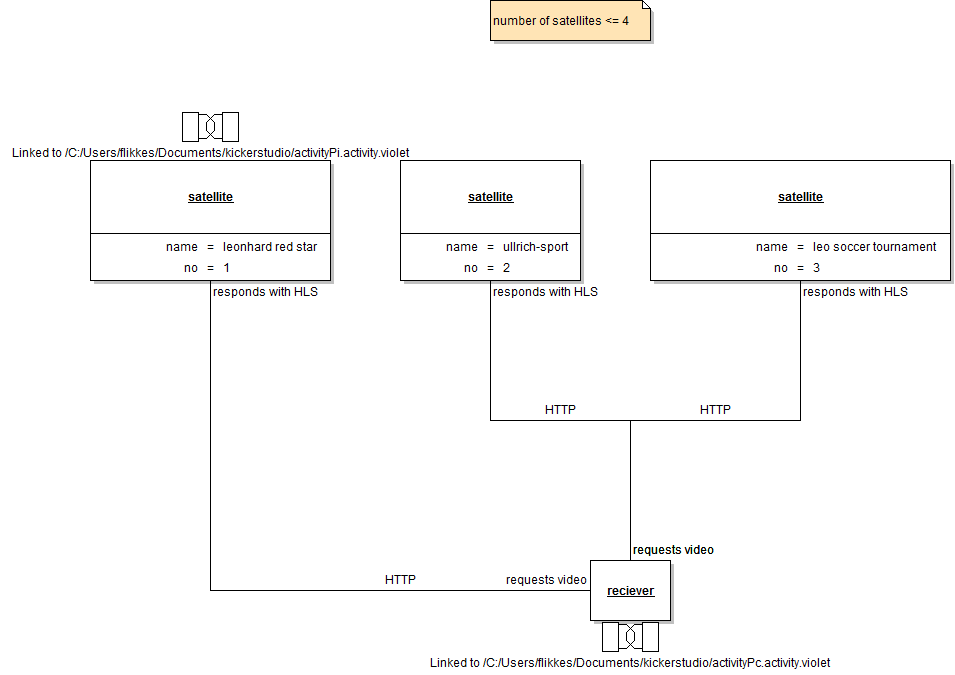 number of satellites <= 4
Linked to /C:/Users/flikkes/Documents/kickerstudio/activityPi.activity.violet
satellite
name = leonhard red star
no = 1
satellite
name = ullrich-sport
no = 2
satellite
name = leo soccer tournament
no = 3
responds with HLS
responds with HLS
responds with HLS
HTTP
HTTP
requests video
HTTP
requests video
reciever
Linked to /C:/Users/flikkes/Documents/kickerstudio/activityPc.activity.violet